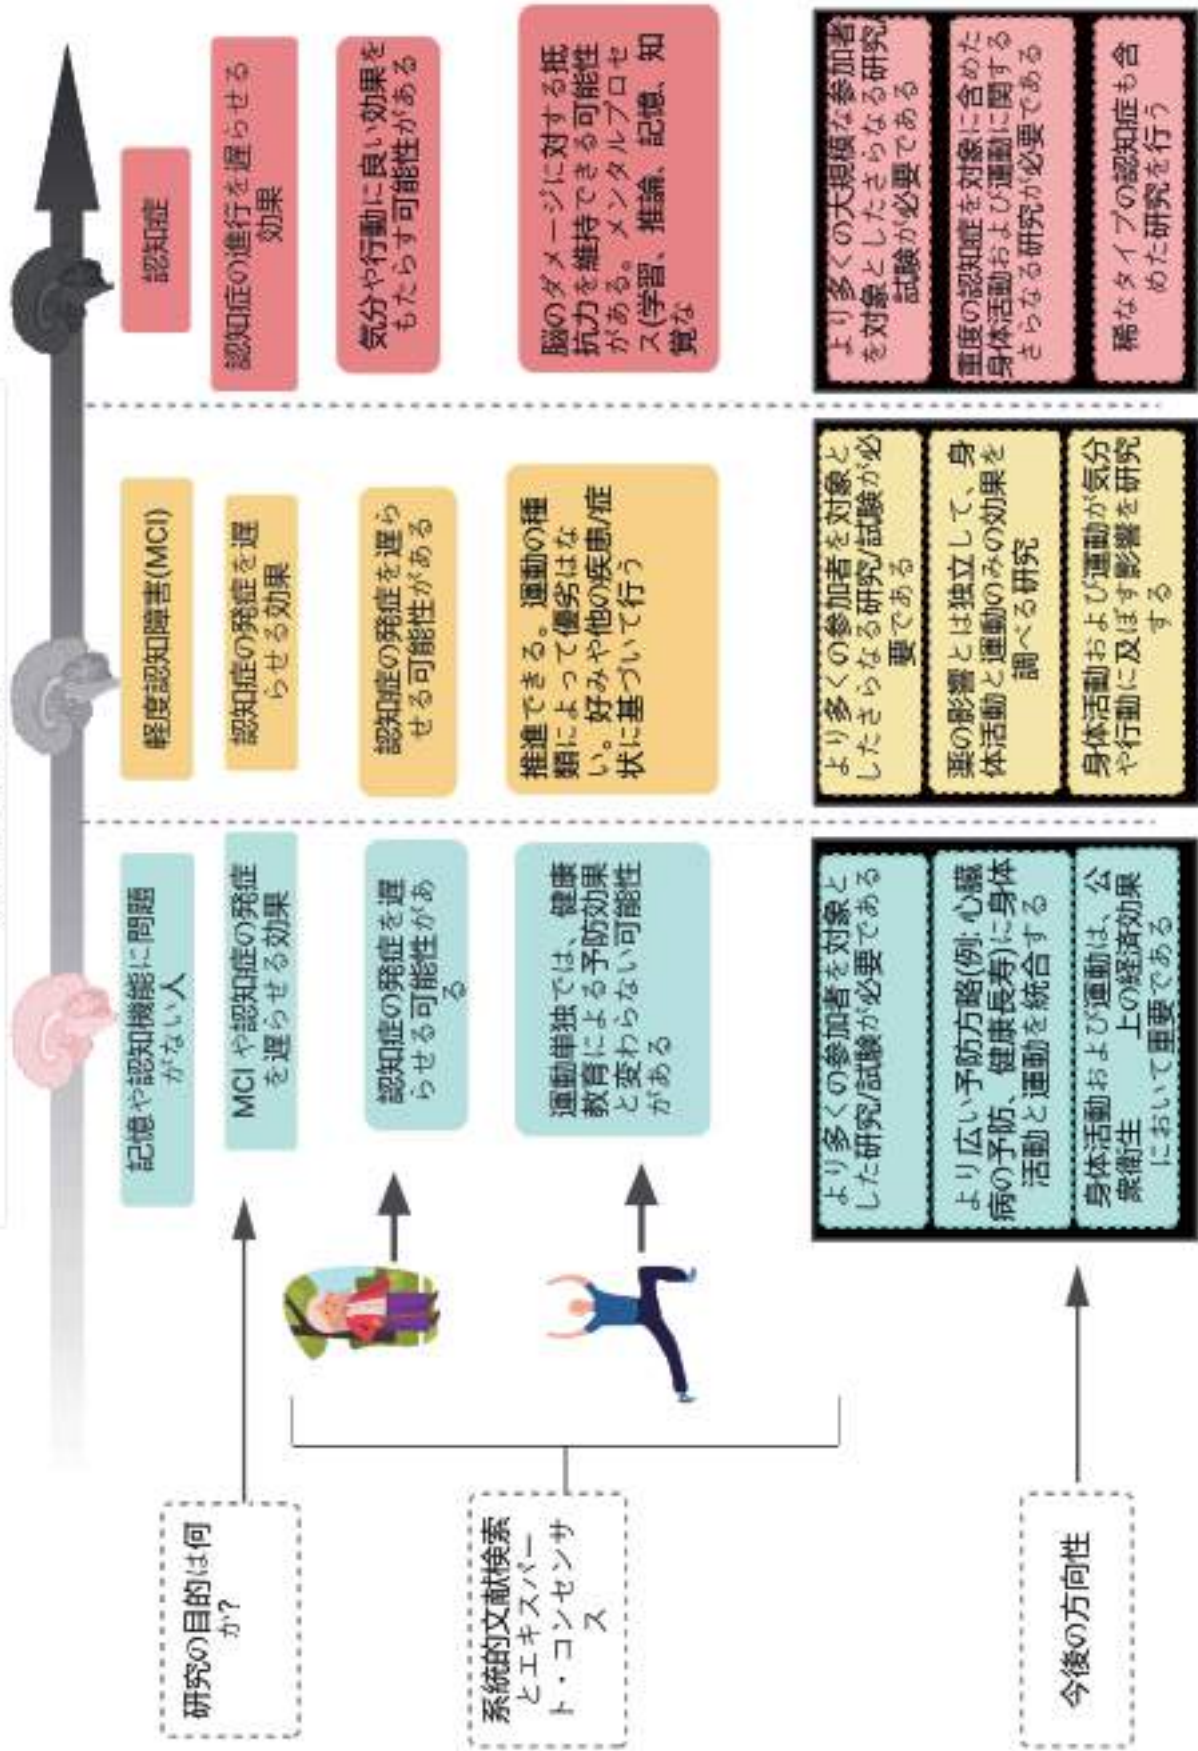 記憶や認知機能に問題
がない人
軽度認知障害(MCI)
認知症
研究の目的は何
か?
MCI や認知症の発症
を遅らせる効果
認知症の発症を遅
らせる効果
認知症の進行を遅らせる
効果
系統的文献検索
とエキスパー
ト・コンセンサ
ス
認知症の発症を遅
らせる可能性があ
る
認知症の発症を遅ら
せる可能性がある
気分や行動に良い効果を
もたらす可能性がある
運動単独では、健康
教育による予防効果
と変わらない可能性
がある
推進できる。運動の種
類によって優劣はな
い。好みや他の疾患/症
状に基づいて行う
脳のダメージに対する抵
抗力を維持できる可能性
がある。メンタルプロセ
ス(学習、推論、記憶、知
覚な
今後の方向性
より多くの参加者を対象と
した研究/試験が必要である
より広い予防方略(例: 心臓
病の予防、健康長寿)に身体
活動と運動を統合する
身体活動および運動は、公
衆衛生 上の経済効果
において重要である
より多くの参加者を対象と
したさらなる研究/試験が必
要である
薬の影響とは独立して、身
体活動と運動のみの効果を
調べる研究
身体活動および運動が気分
や行動に及ぼす影響を研究
する
より多くの大規模な参加者
を対象としたさらなる研究/
試験が必要である
重度の認知症を対象に含めた
身体活動および運動に関する
さらなる研究が必要である
稀なタイプの認知症も含
めた研究を行う